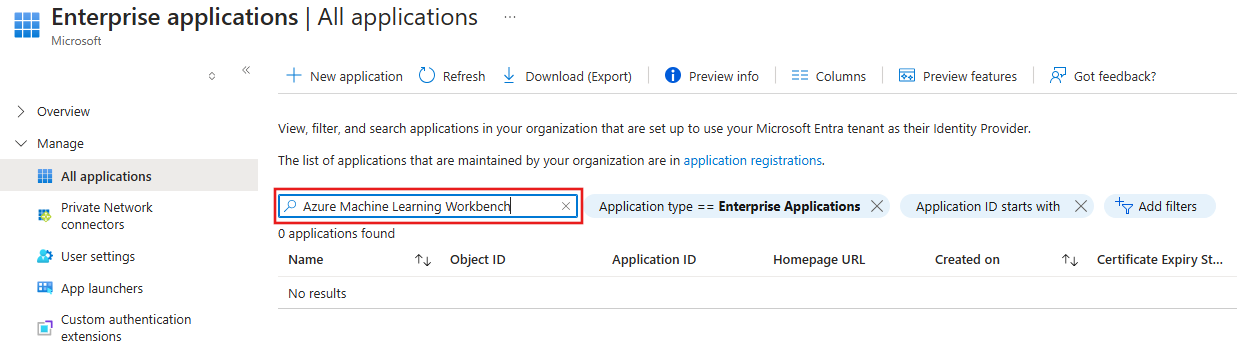 Enterprise applications | All applications ...
Microsoft
New application
Refresh
Download (Export)
Preview info
Columns
Preview features
Got feedback?
Overview
Manage
All applications
Private Network
connectors
User settings
App launchers
Custom authentication
extensions
View, filter, and search applications in your organization that are set up to use your Microsoft Entra tenant as their Identity Provider.
The list of applications that are maintained by your organization are in application registrations.
Azure Machine Learning Workbench
Application type == Enterprise Applications
Application ID starts with
Add filters
0 applications found
Name
Object ID
Application ID
Homepage URL
Created on
Certificate Expiry St...
No results